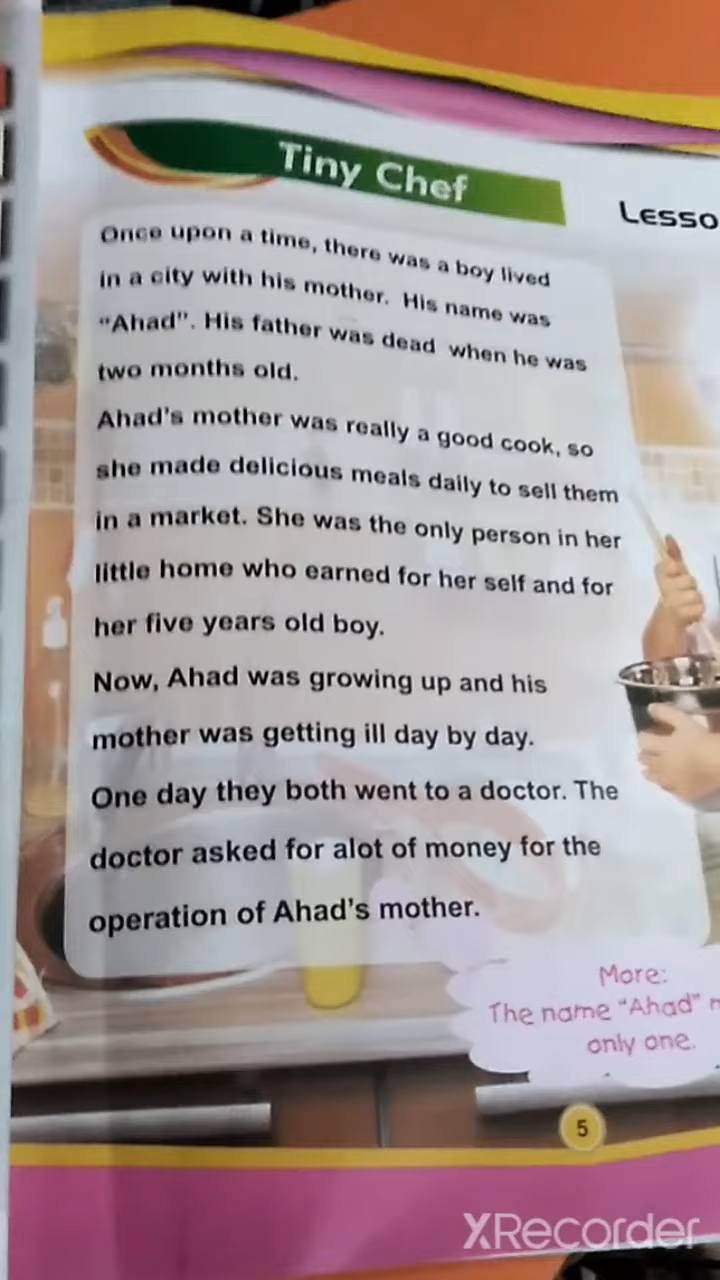 Tiny Chef
Lesso
Once upon a time, there was a boy lived
in a city with his mother. His name was
"Ahad". His father was dead when he was
two months old.
Ahad's mother was really a good cook, so
she made delicious meals daily to sell them
in a market. She was the only person in her
little home who earned for her self and for
her five years old boy.
Now, Ahad was growing up and his
mother was getting ill day by day.
One day they both went to a doctor. The
doctor asked for alot of money for the
operation of Ahad's mother.
More:
The name "Ahad"
only one.
5
XRecorder